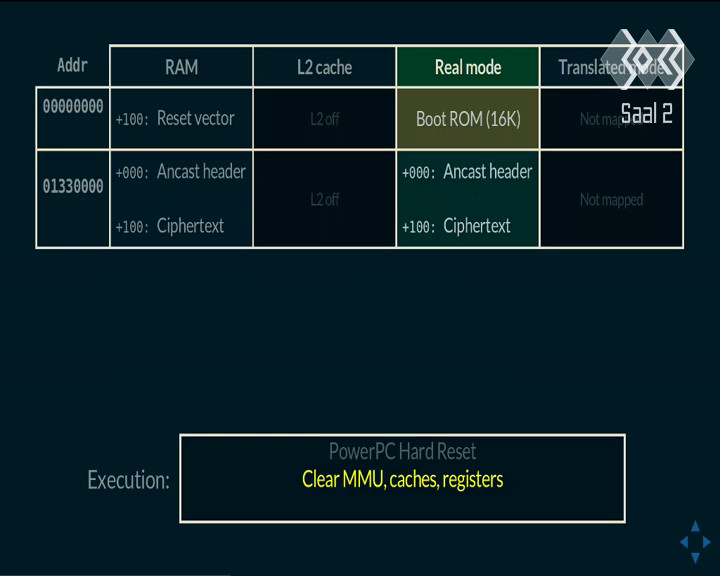 Addr RAM L2 cache Real mode Translated mode
00000000 +100: Reset vector L2 off Boot ROM (16K) Not mapped
Saal 2
+000: Ancast header +000: Ancast header
01330000 L2 off Not mapped
+100: Ciphertext +100: Ciphertext
PowerPC Hard Reset
Execution: Clear MMU, caches, registers